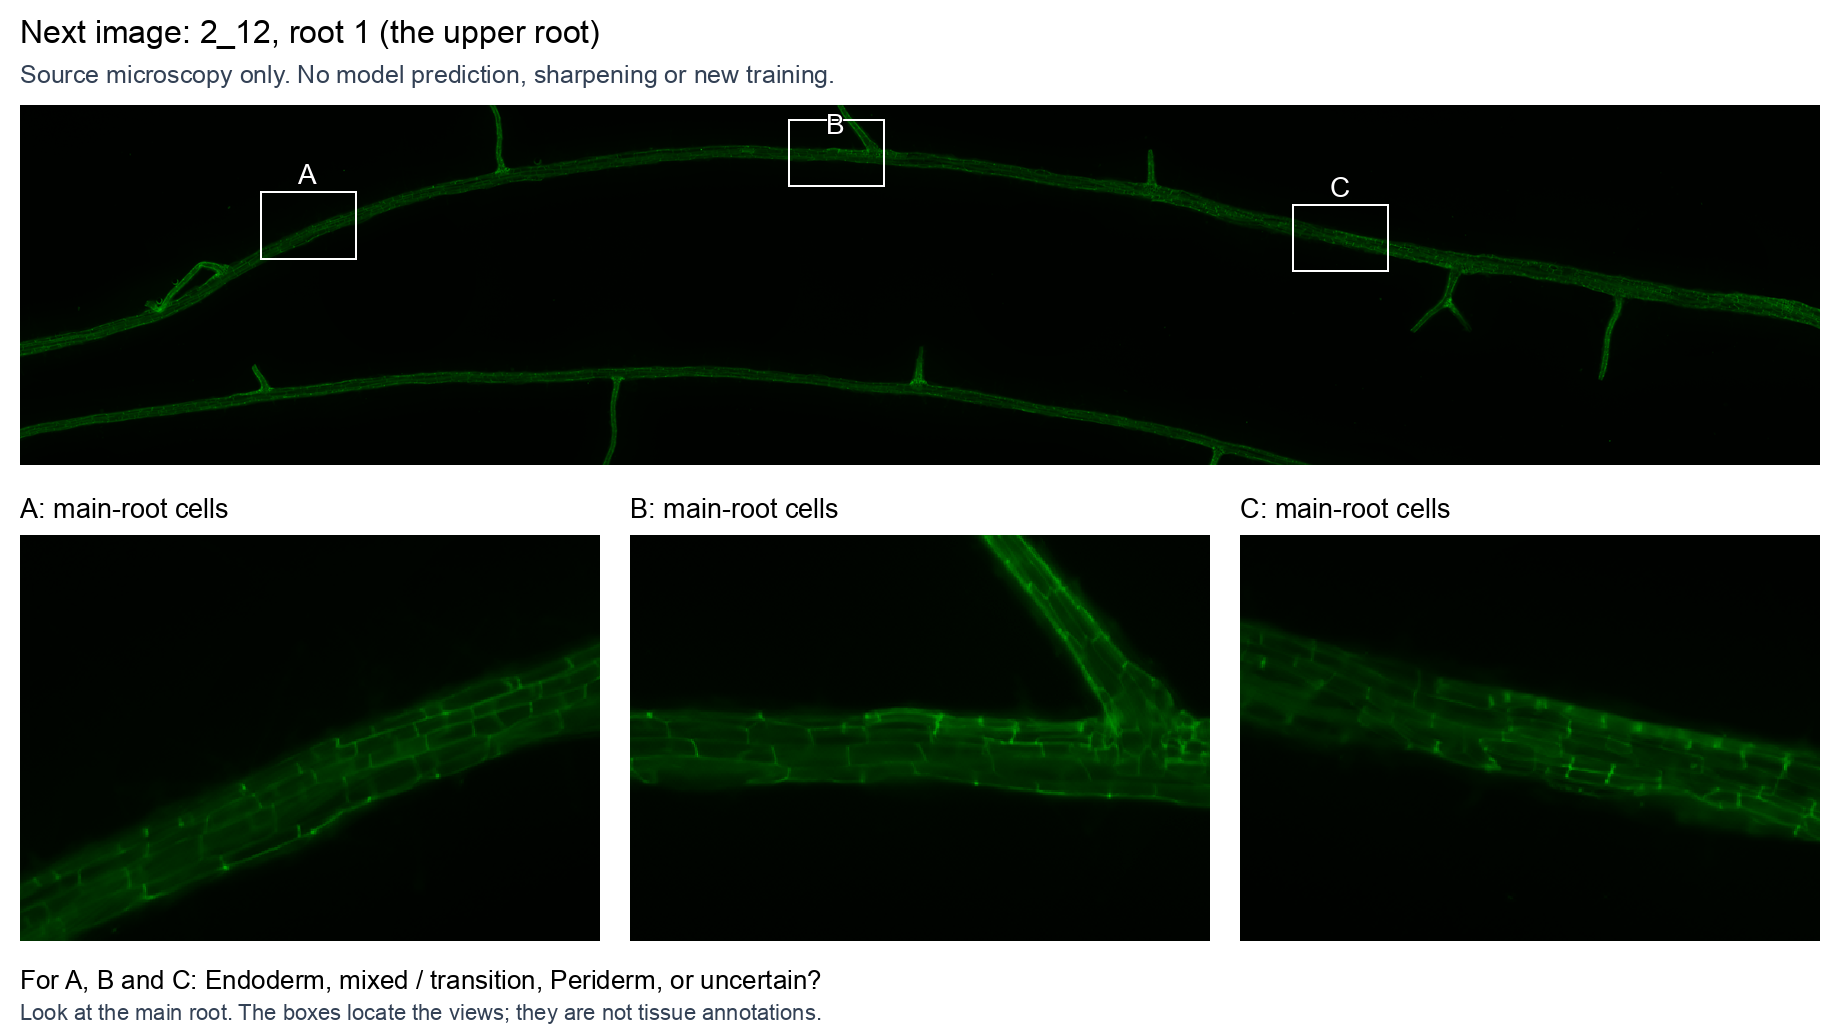 Next image: 2_12, root 1 (the upper root)
Source microscopy only. No model prediction, sharpening or new training.
A
B
C
A: main-root cells
B: main-root cells
C: main-root cells
For A, B and C: Endoderm, mixed / transition, Periderm, or uncertain?
Look at the main root. The boxes locate the views; they are not tissue annotations.